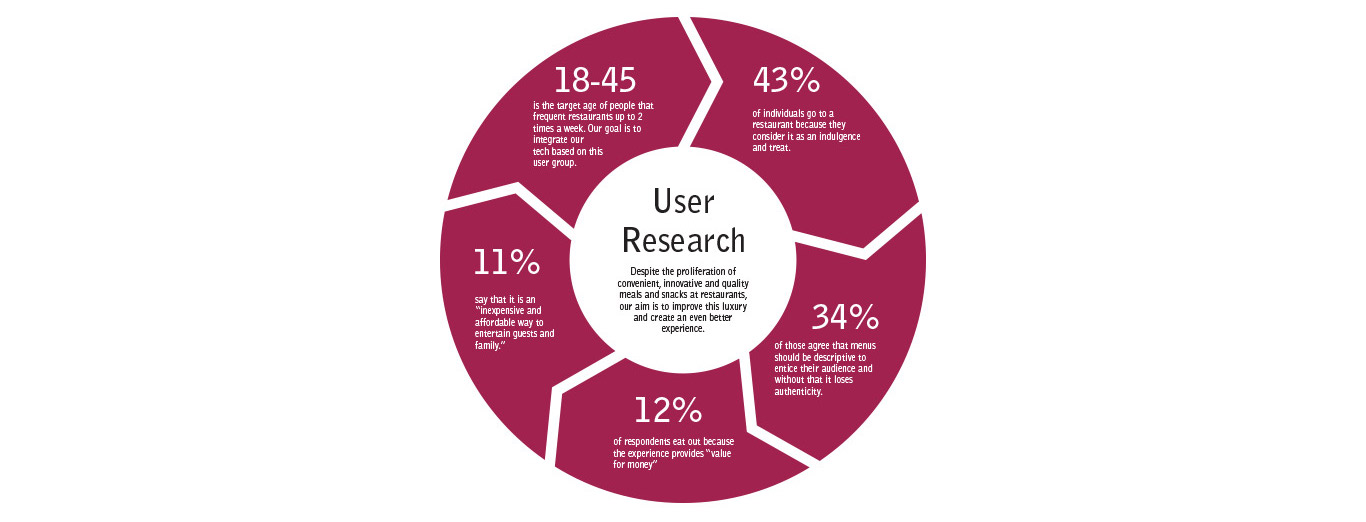 18-45
is the target age of people that
frequent restaurants up to 2
times a week. Our goal is to
integrate our
tech based on this
user group.
43%
of individuals go to a
restaurant because they
consider it as an indulgence
and treat.
User
Research
Despite the proliferation of
convenient, innovative and quality
meals and snacks at restaurants,
our aim is to improve this luxury
and create an even better
experience.
11%
say that it is an
"inexpensive and
affordable way to
entertain guests and
family."
34%
of those agree that menus
should be descriptive to
entice their audience and
without that it loses
authenticity.
12%
of respondents eat out because
the experience provides "value
for money"